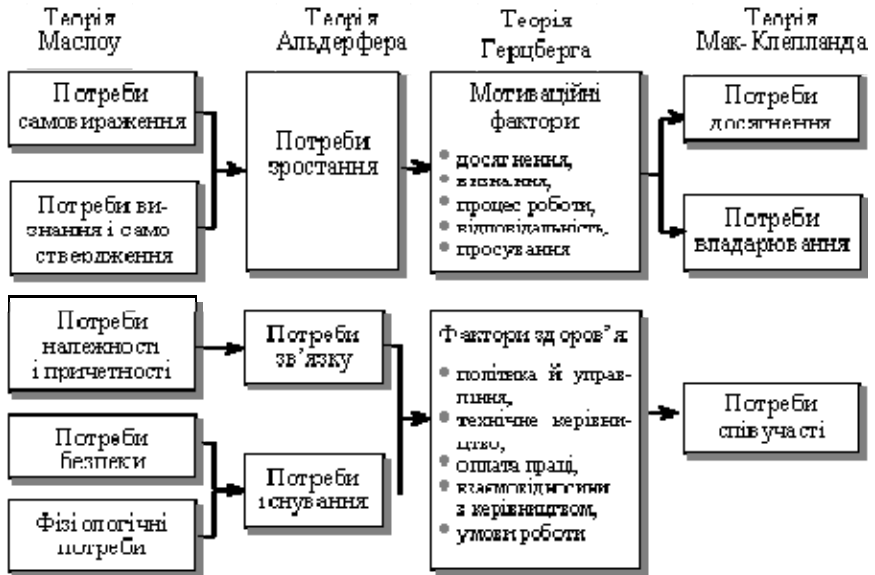 Теорія
Маслоу
Теорія
Альдерфера
Теорія
Герцберга
Теорія
Мак-Клелланда
Потреби
самовираження
Потреби ви-
знання і само
ствердження
Потреби
зростання
Мотиваційні
фактори
досягнення,
визнання,
процес роботи,
відповідальність,
просування
Потреби
досягнення
Потреби
владарювання
Потреби
належності
і причетності
Потреби
безпеки
Фізіологічні
потреби
Потреби
зв’язку
Потреби
існування
Фактори здоров’я
політика й управ-
ління,
технічне керівни-
цтво,
оплата праці,
взаємовідносини
з керівництвом,
умови роботи
Потреби
співучасті